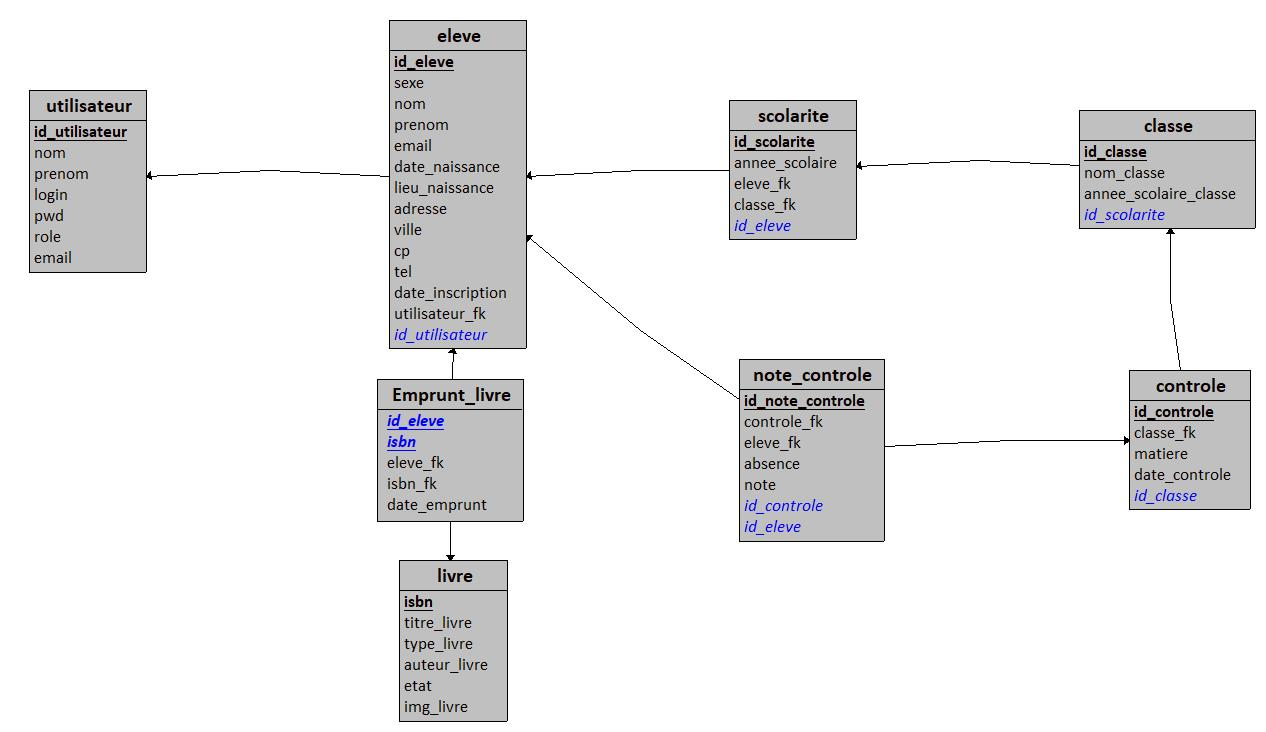 utilisateur
id_utilisateur
nom
prenom
login
pwd
role
email
eleve
id_eleve
sexe
nom
prenom
email
date_naissance
lieu_naissance
adresse
ville
cp
tel
date_inscription
utilisateur_fk
id_utilisateur
scolarite
id_scolarite
annee_scolaire
eleve_fk
classe_fk
id_eleve
classe
id_classe
nom_classe
annee_scolaire_classe
id_scolarite
Emprunt_livre
id_eleve
isbn
eleve_fk
isbn_fk
date_emprunt
note_controle
id_note_controle
controle_fk
eleve_fk
absence
note
id_controle
id_eleve
controle
id_controle
classe_fk
matiere
date_controle
id_classe
livre
isbn
titre_livre
type_livre
auteur_livre
etat
img_livre